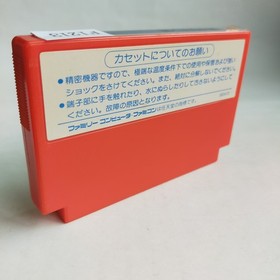 カセットについてのお願い
●精密機器ですので、極端な温度条件下での使用や保管および強い
ショックをさけてください。また、絶対に分解しないでください。
●端子部に手を触れたり、水にぬらしたりして汚さないようにして
ください。故障の原因となります。
ファミリーコンピュータ ファミコンは任天堂の商標です。